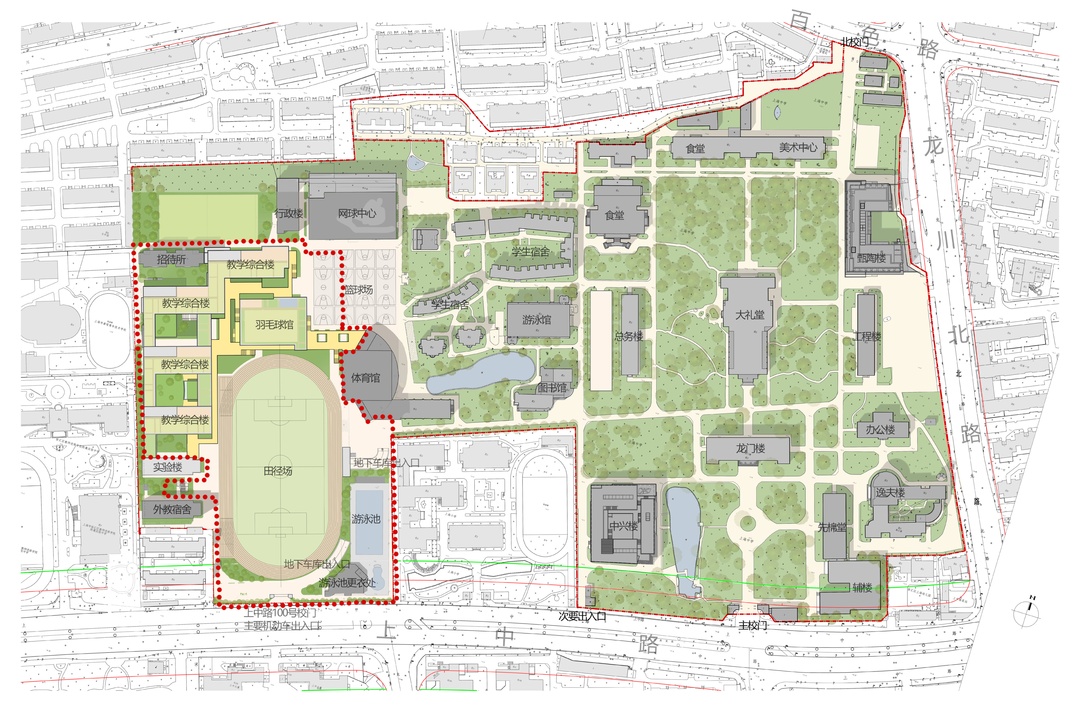 百色路
北校门
龙川北路
食堂
美术中心
行政楼
网球中心
食堂
招待所
教学综合楼
学生宿舍
甄陶楼
篮球场
教学综合楼
学生宿舍
羽毛球馆
游泳馆
总务楼
大礼堂
工程楼
教学综合楼
体育馆
图书馆
教学综合楼
办公楼
龙门楼
实验楼
田径场
地下车库出入口
逸夫楼
外教宿舍
游泳池
中兴楼
先棉堂
地下车库出入口
游泳池更衣处
辅楼
上中路100号校门
主要机动车出入口
次要出入口
主校门
上中路
北
路